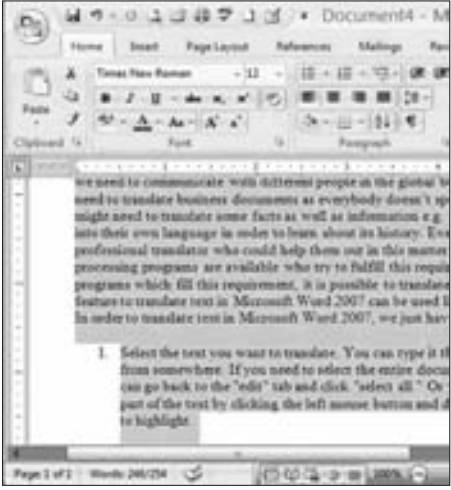 Document4 - M
Home Insert Page Layout References Mailings Rev
Times New Roman 12
Paste
Clipboard Font Paragraph
we need to communicate with different people in the global b
need to translate business documents as everybody doesn't sp
might need to translate some facts as well as information e.g.
into their own language in order to learn about its history. Eve
professional translator who could help them our in this matter
processing programs are available who try to fulfill this requi
programs which fill this requirement, it is possible to translate
feature to translate text in Microsoft Word 2007 can be used l
In order to translate text in Microsoft Word 2007, we just hav
1. Select the text you want to translate. You can type it th
from somewhere. If you need to select the entire docu
can go back to the "edit" tab and click "select all." Or
part of the text by clicking the left mouse button and d
to highlight.
Page: 1 of 1 Words: 246/254 100%